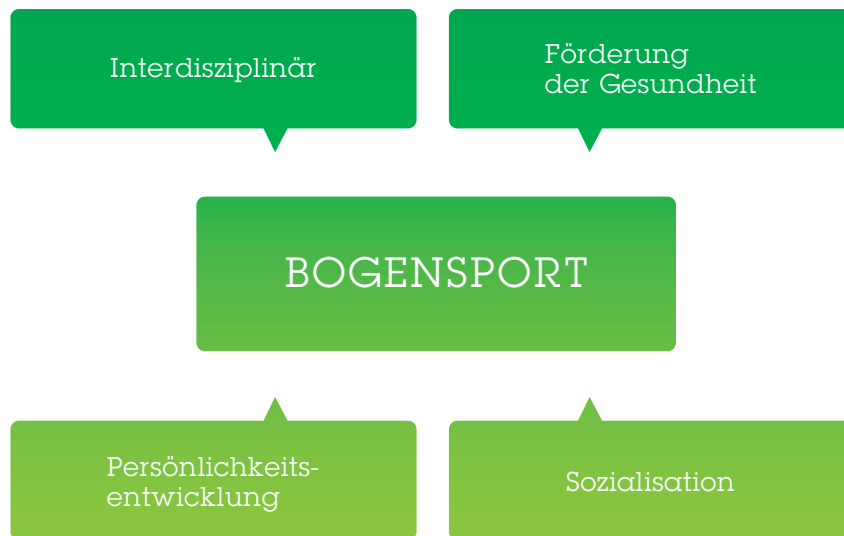 Interdisziplinär
Förderung
der Gesundheit
BOGENSPORT
Persönlichkeits-
entwicklung
Sozialisation